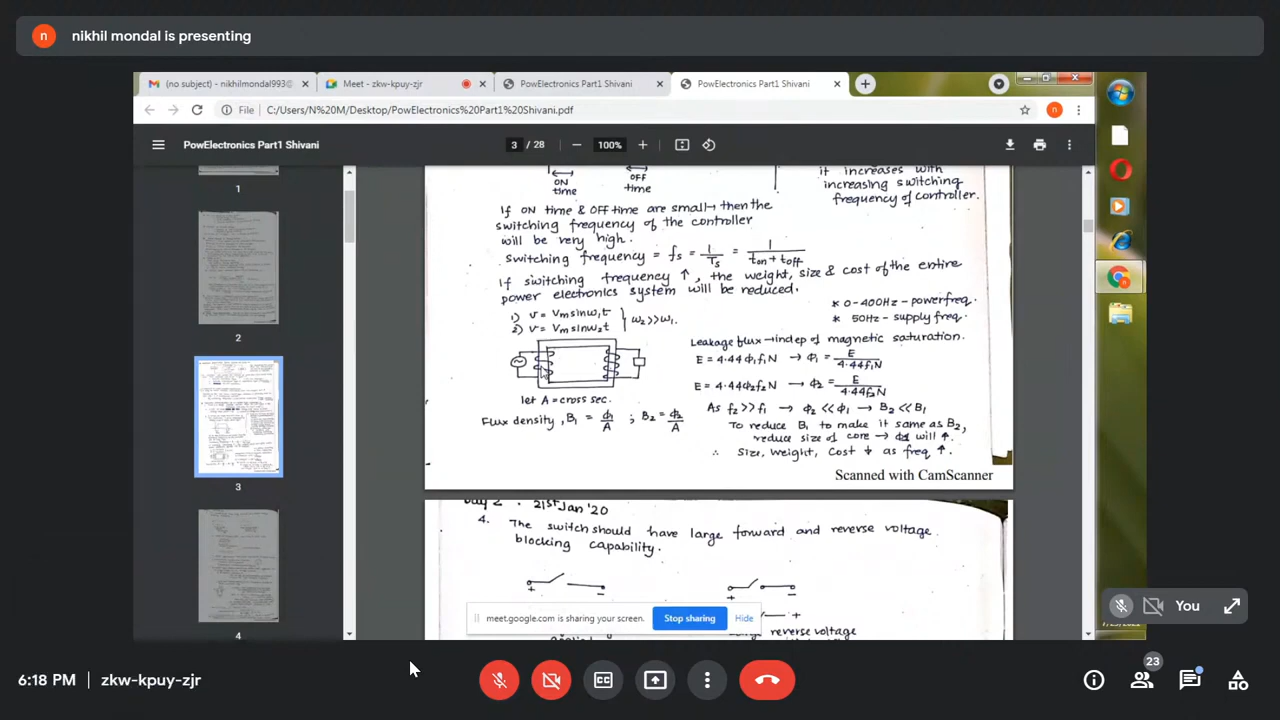 nikhil mondal is presenting
n
(no subject) - nikhilmondal993@
Meet - zkw-kpuy-zjr
PowElectronics Part1 Shivani
PowElectronics Part1 Shivani
File
C:/Users/N%20M/Desktop/PowElectronics%20Part1%20Shivani.pdf
n
PowElectronics Part1 Shivani
3 / 28
100%
1
2
3
4
ON
time
OFF
time
it increases with
increasing switching
frequency of controller.
If ON time & OFF time are small → then the
switching frequency of the controller
will be very high.
Switching frequency = fs = 1/Ts = 1/(ton + toff)
If switching frequency ↑, the weight, size & cost of the entire
power electronics system will be reduced.
1) v = Vm sinω1t
2) v = Vm sinω2t } ω2 >> ω1.
* 0-400Hz - power freq.
* 50Hz - supply freq.
Leakage flux → indep of magnetic saturation.
E = 4.44 Φ1 f1 N → Φ1 = E/4.44f1N
E = 4.44 Φ2 f2 N → Φ2 = E/4.44f2N
let A = cross sec.
Flux density, B1 = Φ1/A ; B2 = Φ2/A
As f2 >> f1 → Φ2 << Φ1 → B2 << B1
To reduce B1 to make it same as B2,
reduce size of core → will ↑.
∴ Size, weight, Cost ↓ as freq ↑.
Scanned with CamScanner
Day 2 21st Jan '20
4. The switch should have large forward and reverse voltage
blocking capability.
+ −
+ −
− +
reverse voltage
meet.google.com is sharing your screen.
Stop sharing
Hide
You
6:18 PM
zkw-kpuy-zjr
23